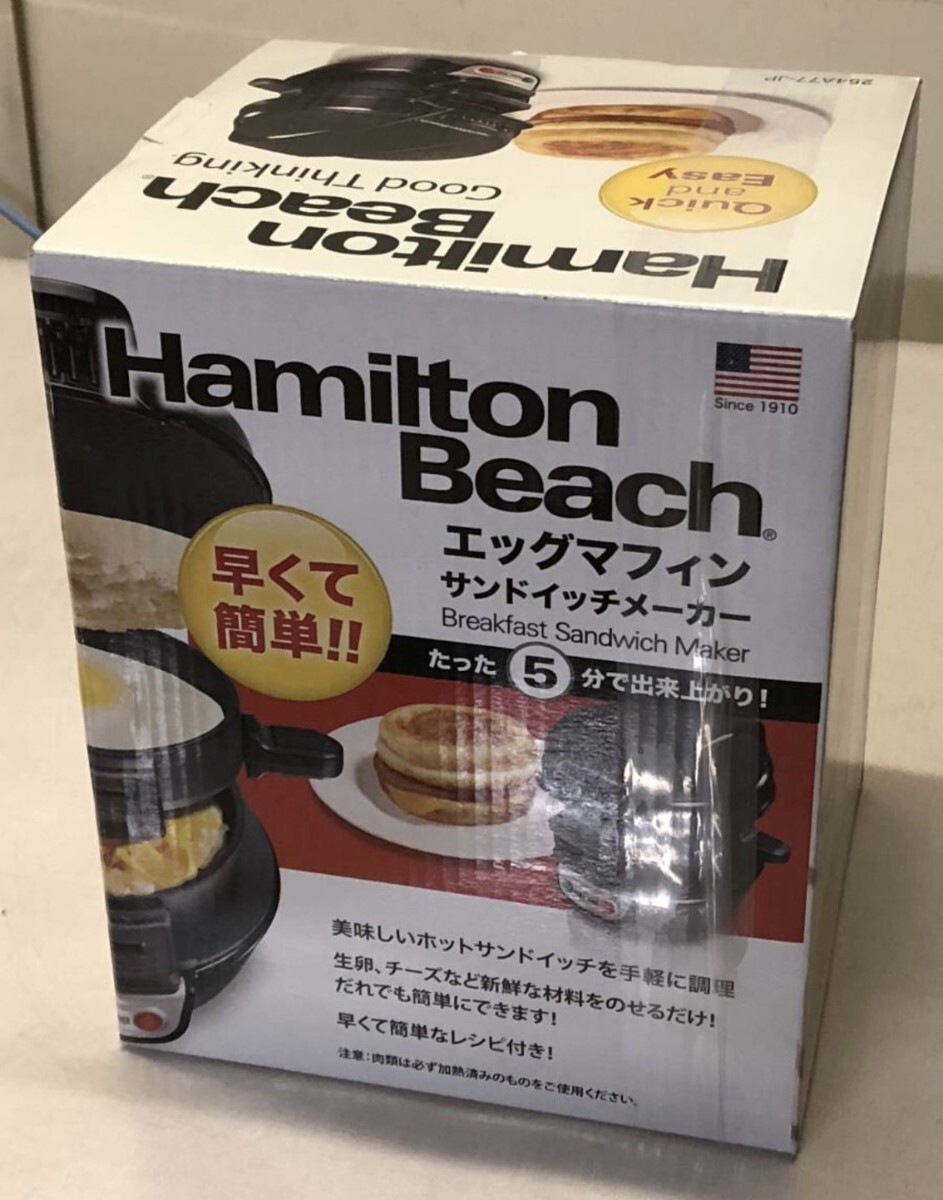 254A77-JP
Quick
and
Easy
Good Thinking.
Hamilton
Beach®
Hamilton
Beach®
Since 1910
エッグマフィン
サンドイッチメーカー
Breakfast Sandwich Maker
早くて
簡単!!
たった 5 分で出来上がり!
美味しいホットサンドイッチを手軽に調理
生卵、チーズなど新鮮な材料をのせるだけ!
だれでも簡単にできます!
早くて簡単なレシピ付き!
注意:肉類は必ず加熱済みのものをご使用ください。